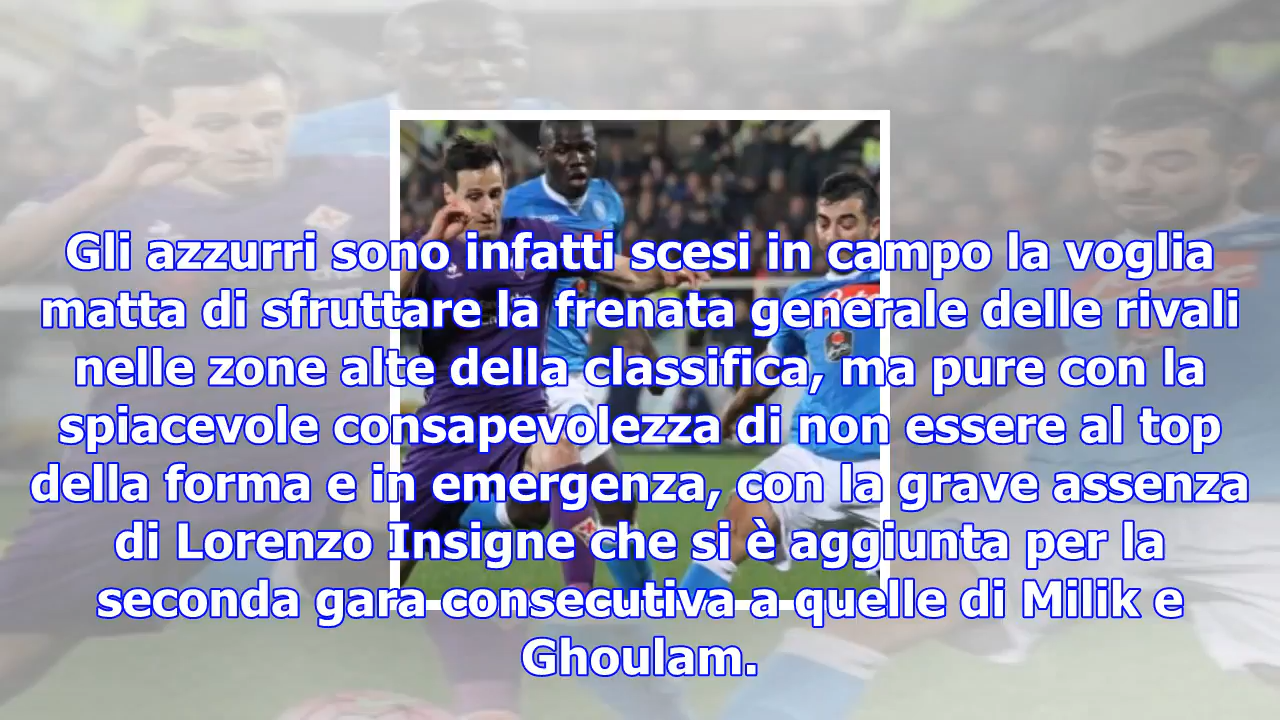 Gli azzurri sono infatti scesi in campo la voglia
matta di sfruttare la frenata generale delle rivali
nelle zone alte della classifica, ma pure con la
spiacevole consapevolezza di non essere al top
della forma e in emergenza, con la grave assenza
di Lorenzo Insigne che si è aggiunta per la
seconda gara consecutiva a quelle di Milik e
Ghoulam.